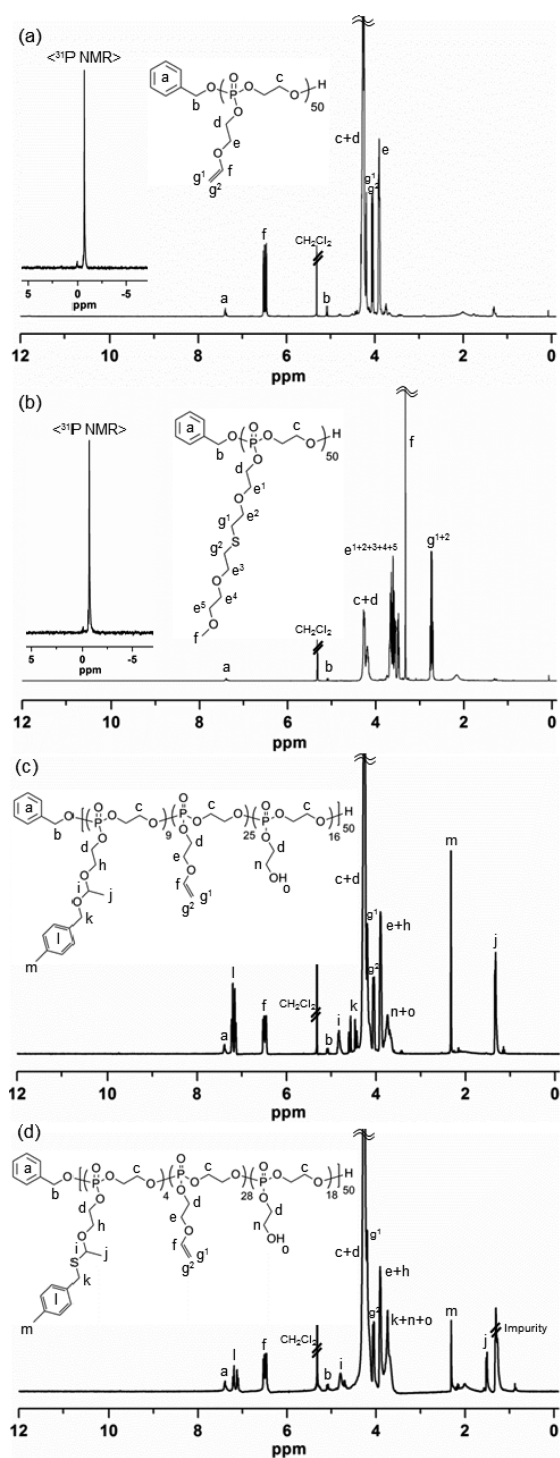 (a)
<³¹P NMR>
a
b
O
O
P
O
O
c
O
H
50
d
O
e
O
f
g¹
g²
5
0
-5
ppm
a
f
CH₂Cl₂
b
c+d
g¹
g²
e
12 10 8 6 4 2 0
ppm
(b)
<³¹P NMR>
a
b
O
O
P
O
O
c
O
H
50
d
O
e¹
O
g¹
e²
S
g²
e³
O
e⁴
e⁵
O
f
5
0
-5
ppm
a
CH₂Cl₂
b
c+d
e¹⁺²⁺³⁺⁴⁺⁵
f
g¹⁺²
12 10 8 6 4 2 0
ppm
(c)
a
b
O
O
P
O
O
c
O
9
O
P
O
O
c
O
25
O
P
O
O
c
O
16
H
50
d
h
O
i
j
O
k
l
m
d
e
O
f
g¹
g²
d
n
OH
o
a
l
f
CH₂Cl₂
b
i
k
c+d
g¹
g²
e+h
n+o
m
j
12 10 8 6 4 2 0
ppm
(d)
a
b
O
O
P
O
O
c
O
4
O
P
O
O
c
O
28
O
P
O
O
c
O
18
H
50
d
h
O
i
j
S
k
l
m
d
e
O
f
g¹
g²
d
n
OH
o
a
l
f
CH₂Cl₂
b
i
c+d
g¹
g²
e+h
k+n+o
m
j
Impurity
12 10 8 6 4 2 0
ppm